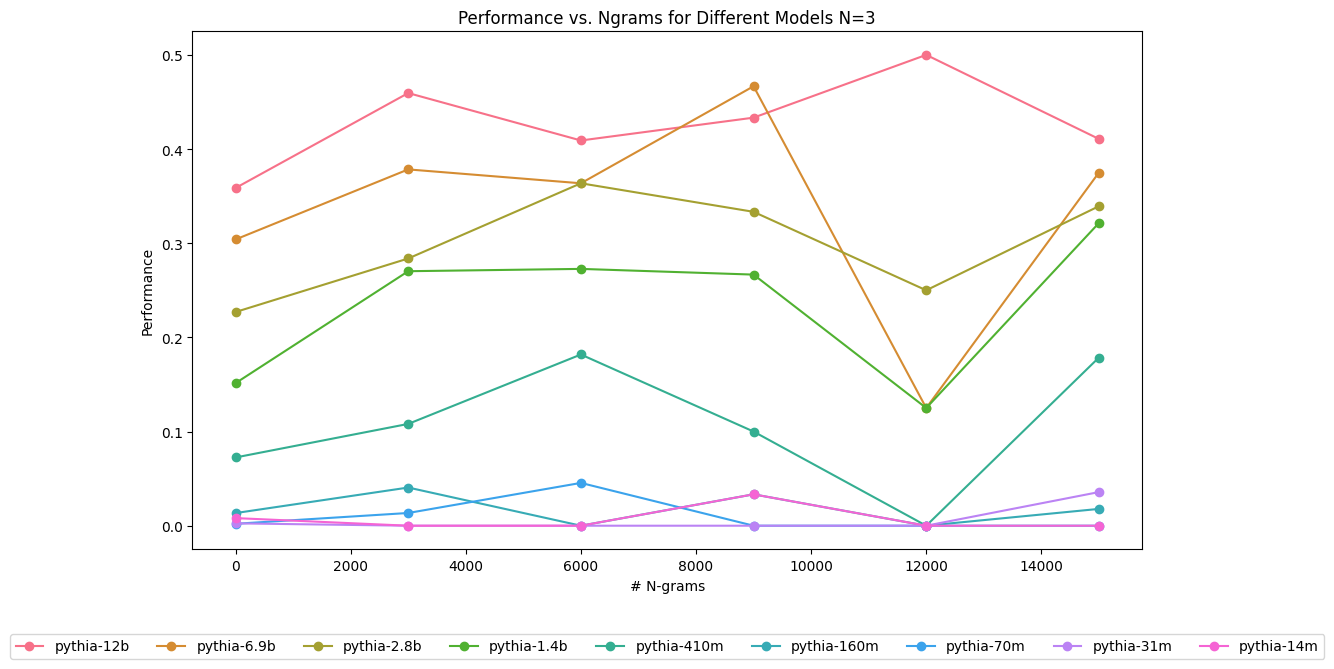 Performance vs. Ngrams for Different Models N=3
0.5
0.4
0.3
0.2
0.1
0.0
Performance
0 2000 4000 6000 8000 10000 12000 14000
# N-grams
pythia-12b pythia-6.9b pythia-2.8b pythia-1.4b pythia-410m pythia-160m pythia-70m pythia-31m pythia-14m